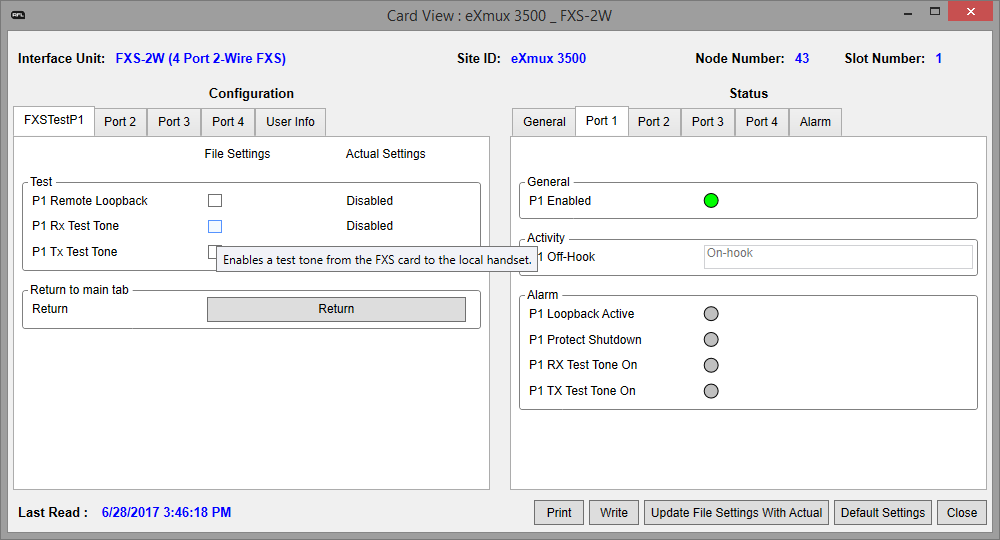 AFL
Card View : eXmux 3500 _ FXS-2W
Interface Unit: FXS-2W (4 Port 2-Wire FXS) Site ID: eXmux 3500 Node Number: 43 Slot Number: 1
Configuration
FXSTestP1 Port 2 Port 3 Port 4 User Info
File Settings Actual Settings
Test
P1 Remote Loopback Disabled
P1 Rx Test Tone Disabled
P1 Tx Test Tone
Enables a test tone from the FXS card to the local handset.
Return to main tab
Return Return
Status
General Port 1 Port 2 Port 3 Port 4 Alarm
General
P1 Enabled
Activity
1 Off-Hook On-hook
Alarm
P1 Loopback Active
P1 Protect Shutdown
P1 RX Test Tone On
P1 TX Test Tone On
Last Read : 6/28/2017 3:46:18 PM
Print Write Update File Settings With Actual Default Settings Close